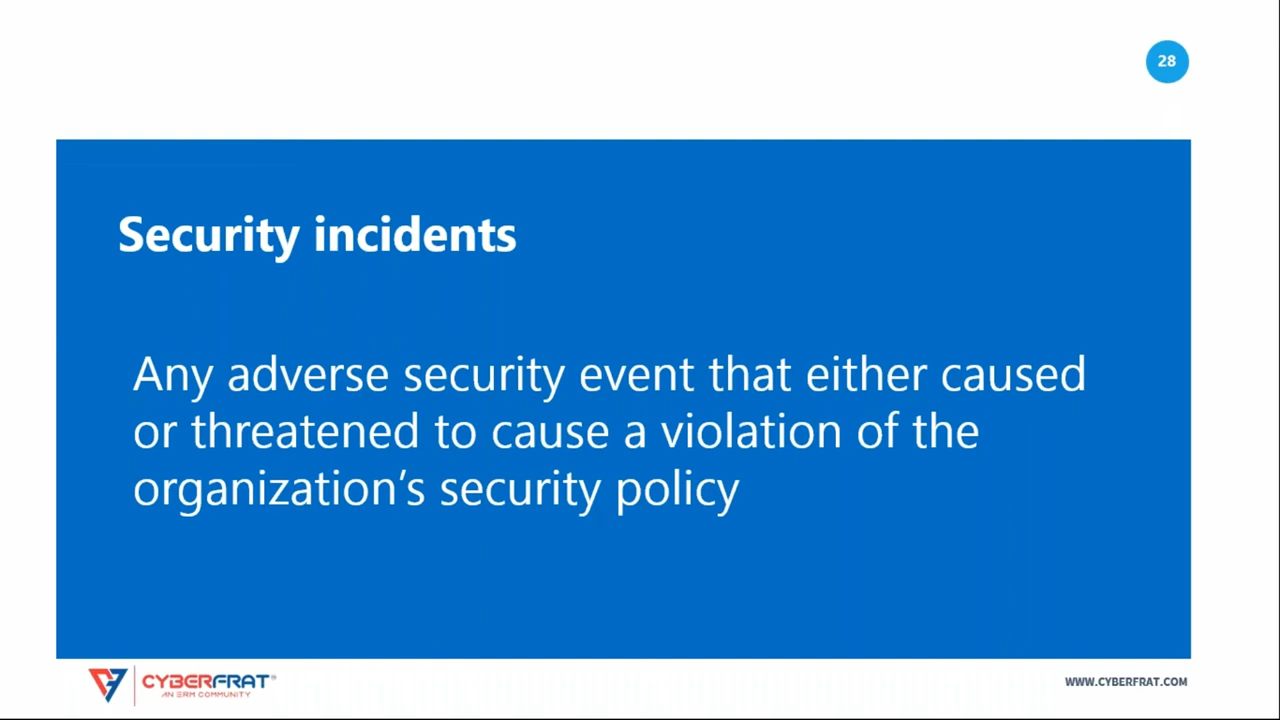 28
Security incidents
Any adverse security event that either caused
or threatened to cause a violation of the
organization's security policy
CYBERFRAT
AN ERM COMMUNITY
WWW.CYBERFRAT.COM